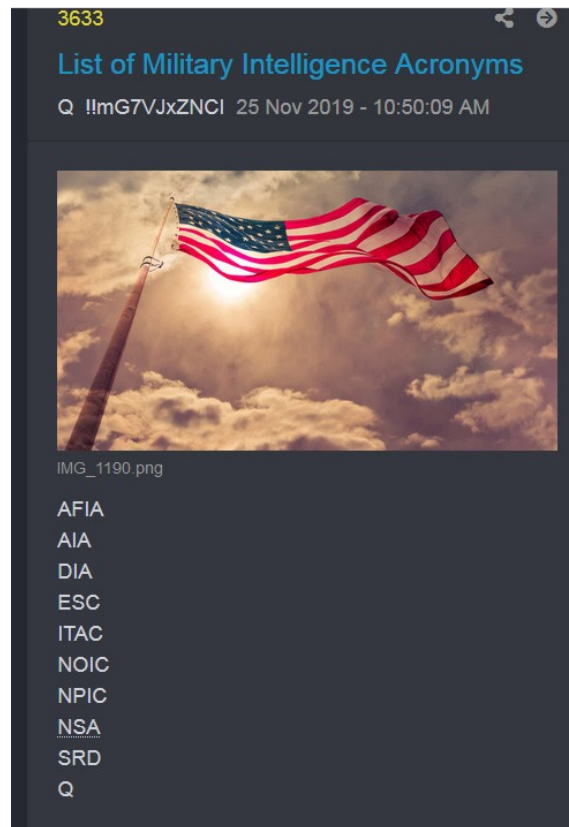 3633
List of Military Intelligence Acronyms
Q !!mG7VJxZNCI 25 Nov 2019 - 10:50:09 AM
IMG_1190.png
AFIA
AIA
DIA
ESC
ITAC
NOIC
NPIC
NSA
SRD
Q